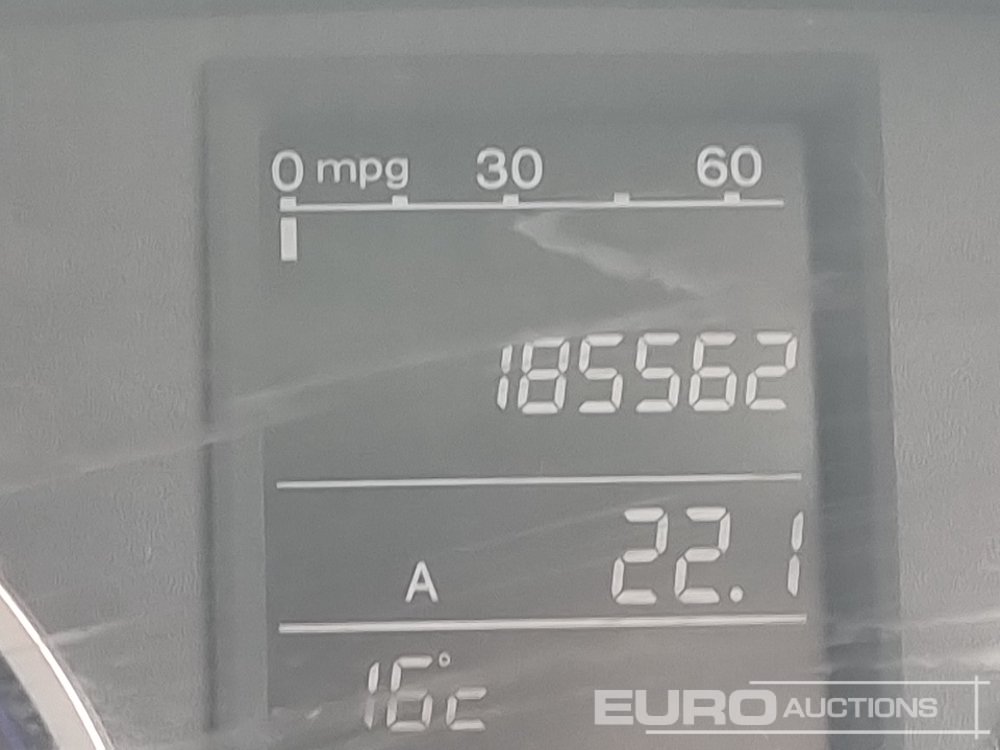 0 mpg 30 60
185562
A 22.1
16°c
EURO AUCTIONS